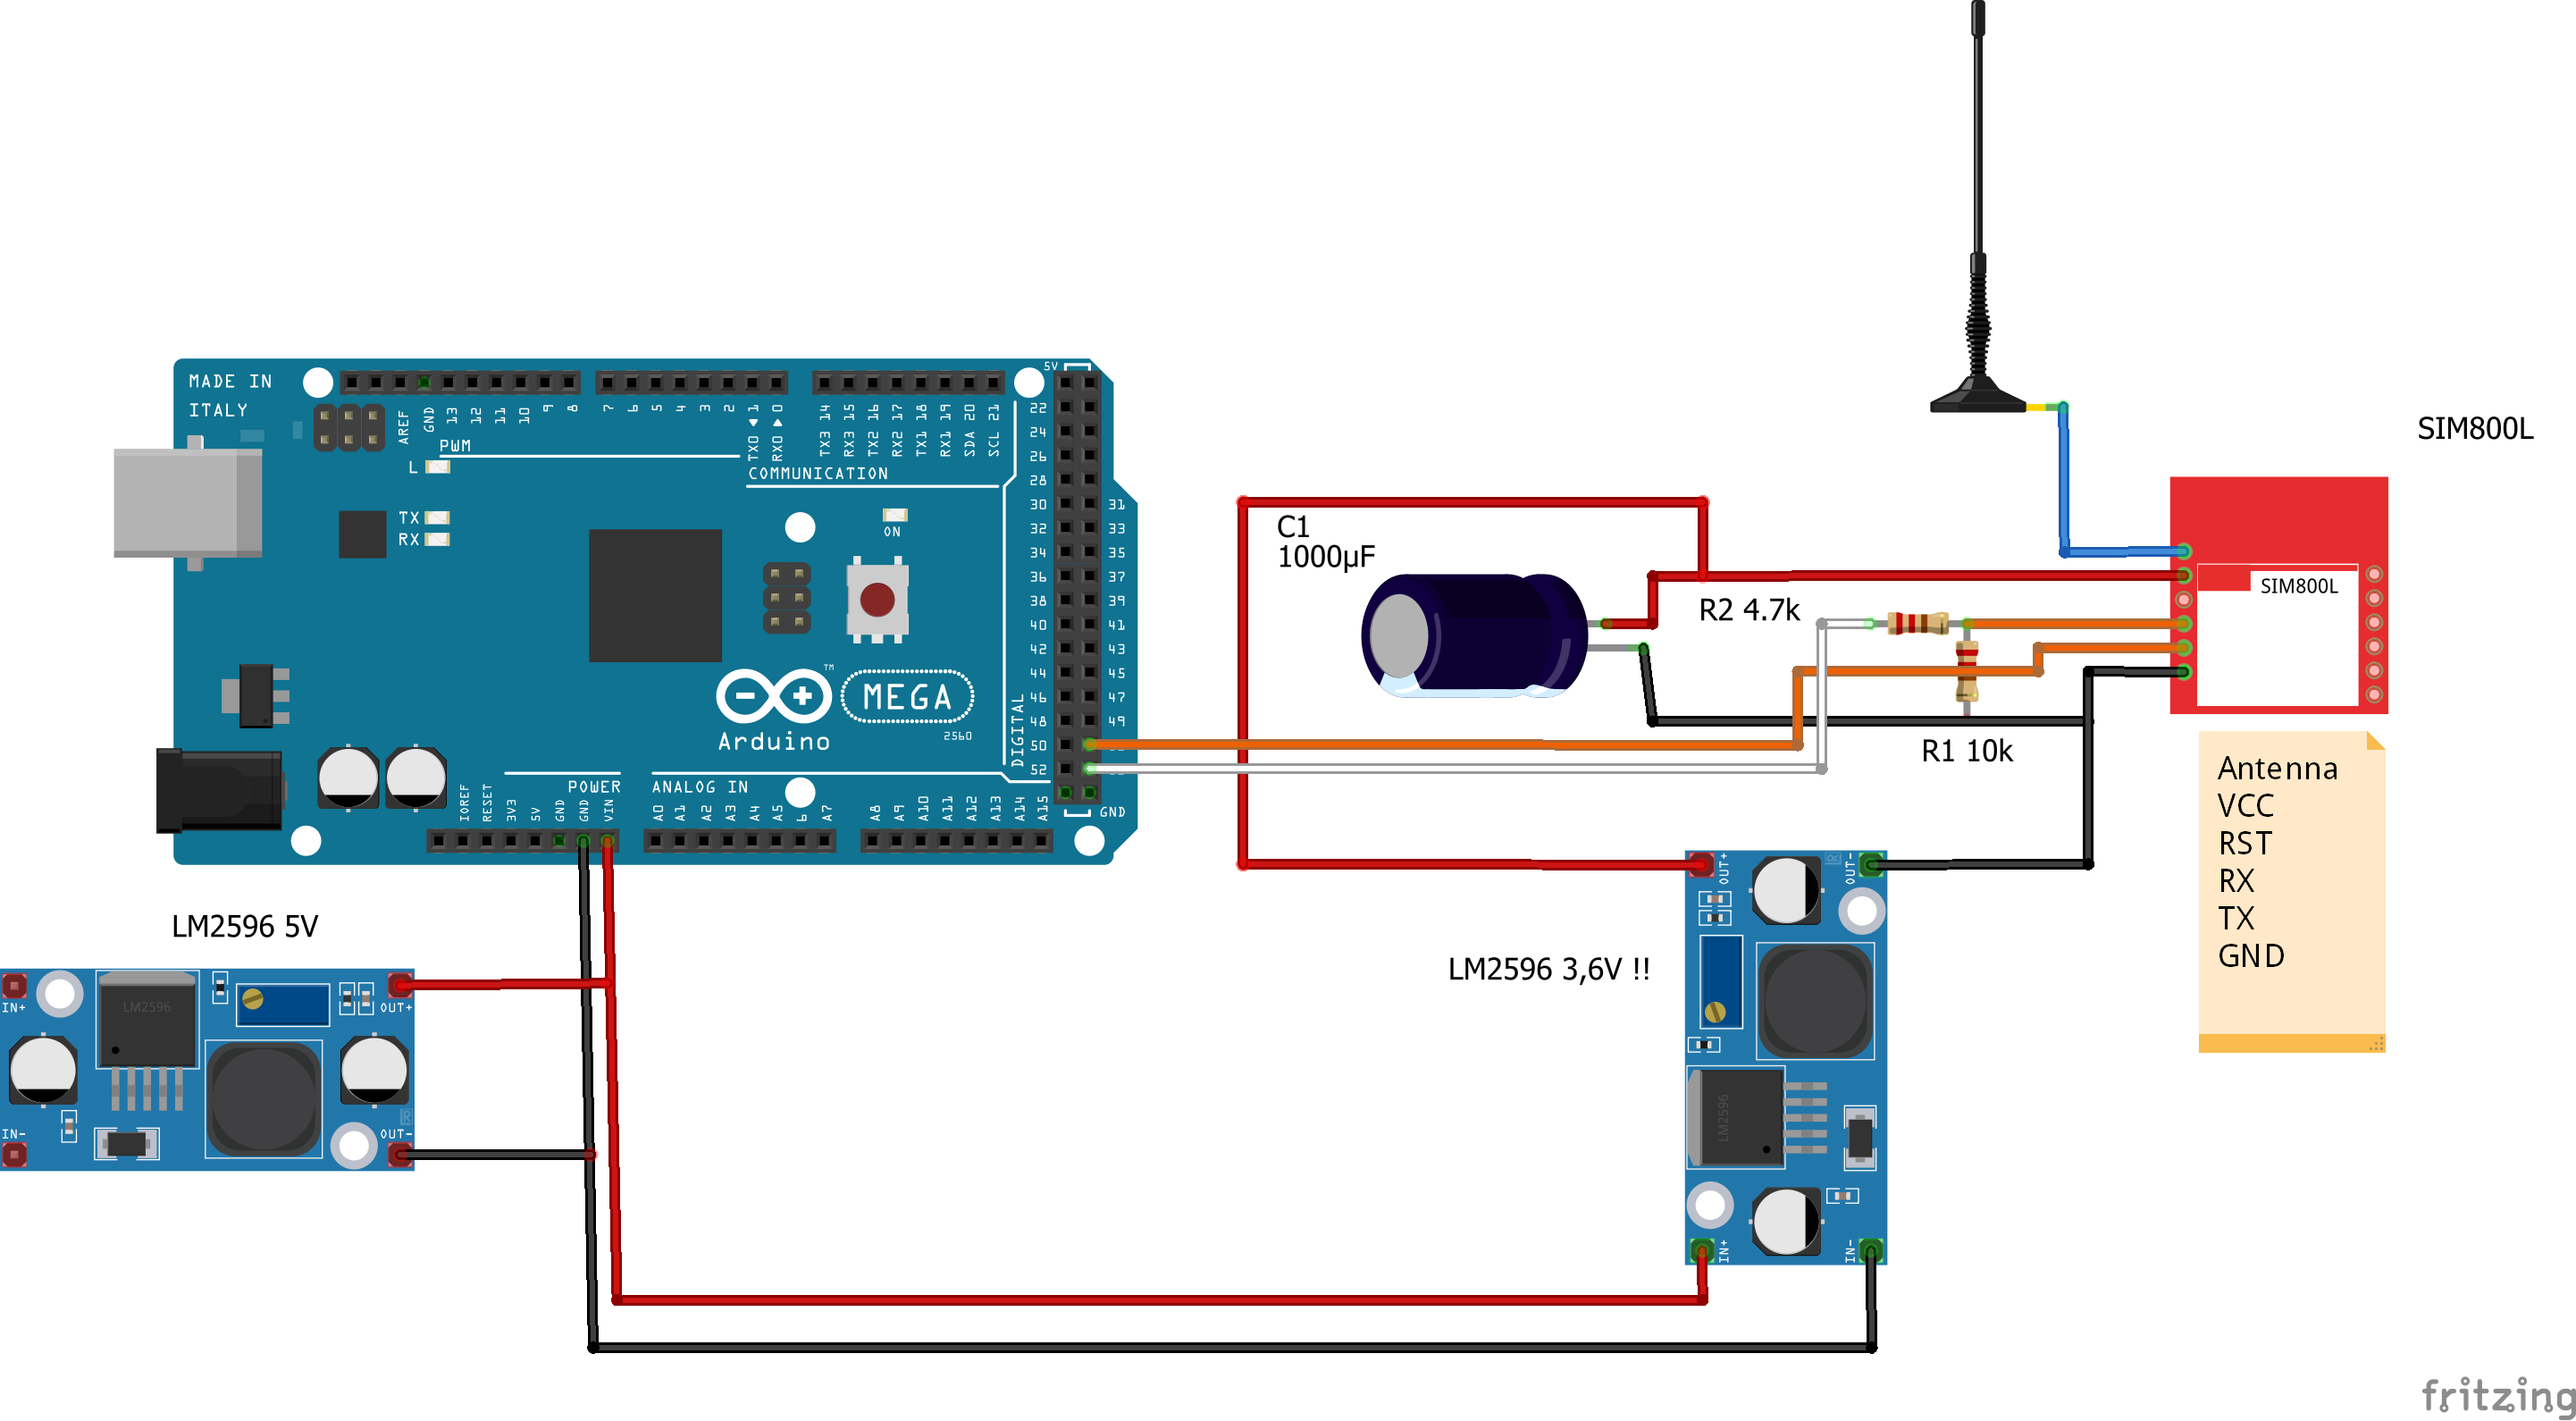 MADE IN
ITALY
AREF
GND
13
12
11
10
9
8
7
6
5
4
3
2
TX0 1
RX0 0
TX3 14
RX3 15
TX2 16
RX2 17
TX1 18
RX1 19
SDA 20
SCL 21
5V
PWM
L
COMMUNICATION
TX
RX
ON
22
24
26
28
30 31
32 33
34 35
36 37
38 39
40 41
42 43
44 45
46 47
48 49
50
52
DIGITAL
GND
TM
MEGA
Arduino
2560
POWER
ANALOG IN
IOREF
RESET
3V3
5V
GND
GND
VIN
A0
A1
A2
A3
A4
A5
6
A7
A8
A9
A10
A11
A12
A13
A14
A15
C1
1000µF
R2 4.7k
R1 10k
SIM800L
SIM800L
Antenna
VCC
RST
RX
TX
GND
LM2596 5V
LM2596
IN+
OUT+
IN-
OUT-
R
LM2596 3,6V !!
OUT+
OUT-
R
LM2596
IN+
IN-
fritzing